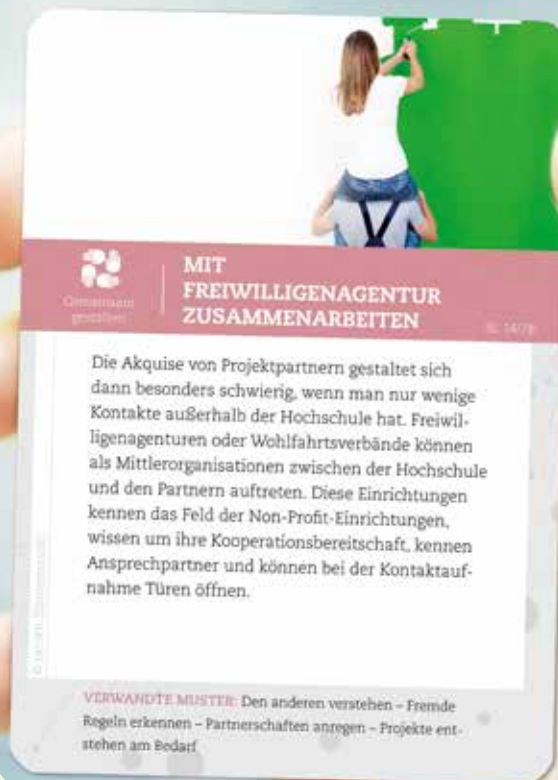 Gemeinsam
gestalten
MIT
FREIWILLIGENAGENTUR
ZUSAMMENARBEITEN
Die Akquise von Projektpartnern gestaltet sich
dann besonders schwierig, wenn man nur wenige
Kontakte außerhalb der Hochschule hat. Freiwil-
ligenagenturen oder Wohlfahrtsverbände können
als Mittlerorganisationen zwischen der Hochschule
und den Partnern auftreten. Diese Einrichtungen
kennen das Feld der Non-Profit-Einrichtungen,
wissen um ihre Kooperationsbereitschaft, kennen
Ansprechpartner und können bei der Kontaktauf-
nahme Türen öffnen.
VERWANDTE MUSTER: Den anderen verstehen – Fremde
Regeln erkennen – Partnerschaften anregen – Projekte ent-
stehen am Bedarf